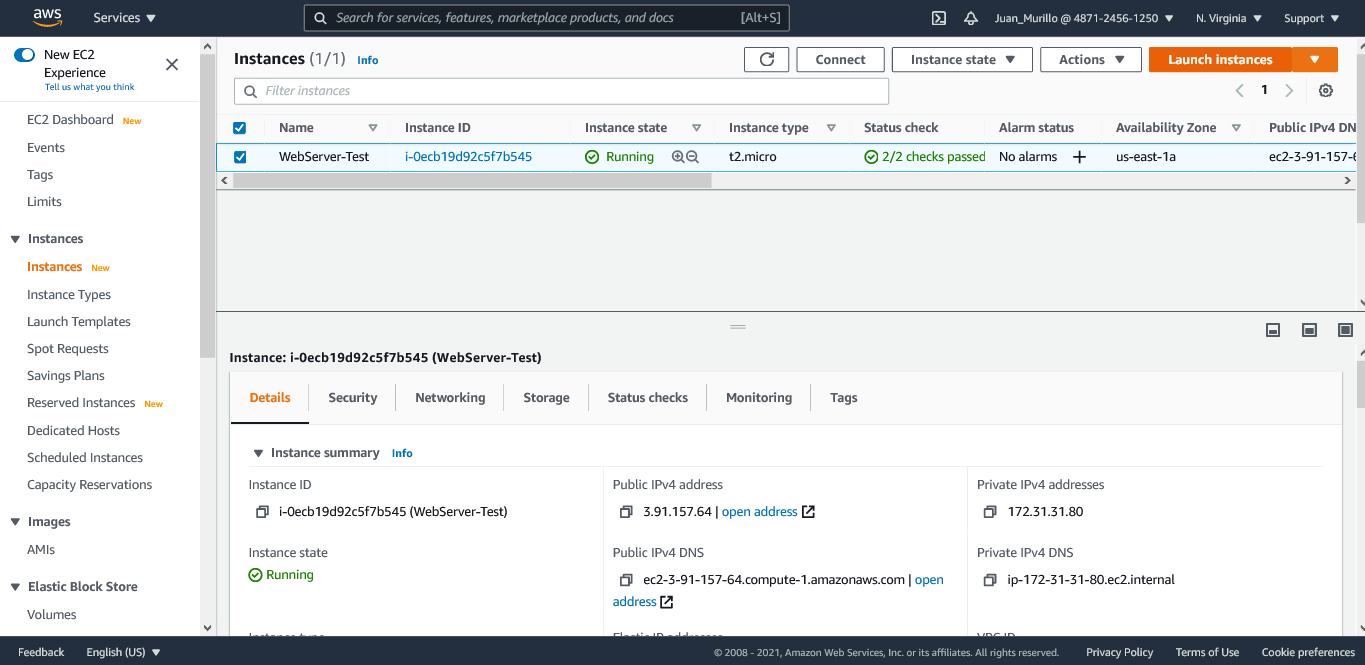 aws Services Search for services, features, marketplace products, and docs [Alt+S] Juan_Murillo @ 4871-2456-1250 N. Virginia Support
New EC2
Experience
Tell us what you think
EC2 Dashboard New
Events
Tags
Limits
Instances
Instances New
Instance Types
Launch Templates
Spot Requests
Savings Plans
Reserved Instances New
Dedicated Hosts
Scheduled Instances
Capacity Reservations
Images
AMIs
Elastic Block Store
Volumes
Instances (1/1) Info Connect Instance state Actions Launch instances
Filter instances 1
Name Instance ID Instance state Instance type Status check Alarm status Availability Zone Public IPv4 DN
WebServer-Test i-0ecb19d92c5f7b545 Running t2.micro 2/2 checks passed No alarms + us-east-1a ec2-3-91-157-6
Instance: i-0ecb19d92c5f7b545 (WebServer-Test)
Details Security Networking Storage Status checks Monitoring Tags
Instance summary Info
Instance ID Public IPv4 address Private IPv4 addresses
i-0ecb19d92c5f7b545 (WebServer-Test) 3.91.157.64 | open address 172.31.31.80
Instance state Public IPv4 DNS Private IPv4 DNS
Running ec2-3-91-157-64.compute-1.amazonaws.com | open ip-172-31-31-80.ec2.internal
address
Instance type Elastic IP addresses VPC ID
Feedback English (US) © 2008 - 2021, Amazon Web Services, Inc. or its affiliates. All rights reserved. Privacy Policy Terms of Use Cookie preferences